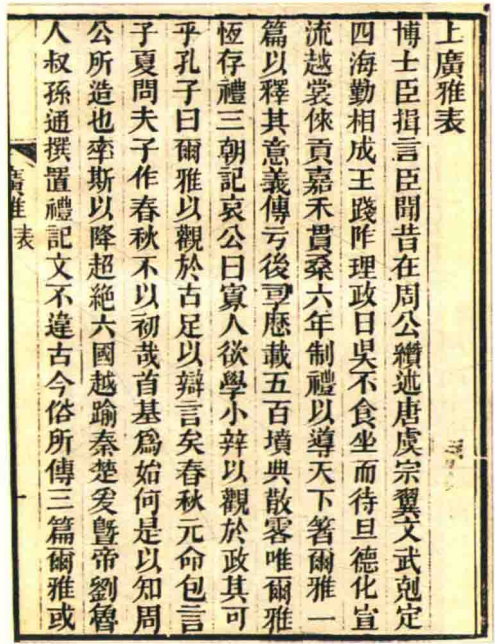 上廣雅表
博士臣揖言臣聞昔在周公纘述唐虞宗翼文武剋定
四海勤相成王踐阼理政日昃不食坐而待旦德化宣
流越裳倈貢嘉禾貫桑六年制禮以導天下著爾雅一
篇以釋其意義傳亏後𠭖歷載五百墳典散零唯爾雅
恆存禮三朝記哀公曰寡人欲學小辡以觀於政其可
乎孔子曰爾雅以觀於古足以辯言矣春秋元命包言
子夏問夫子作春秋不以初哉首基爲始何是以知周
公所造也率斯以降超絶六國越踰秦楚爰暨帝劉魯
人叔孫通撰置禮記文不違古今俗所傳三篇爾雅或
廣雅 表